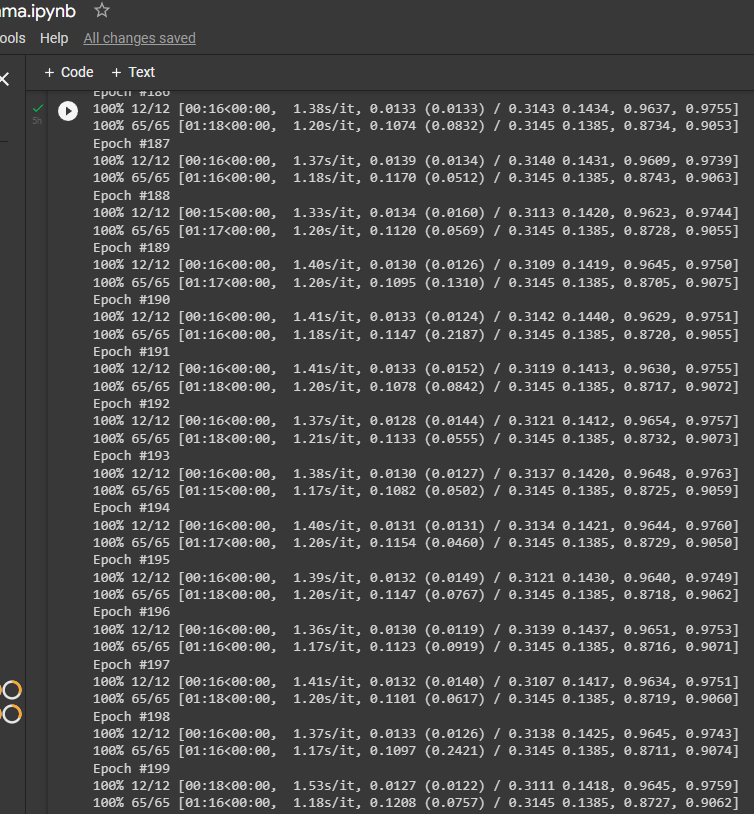 ma.ipynb ☆
ools Help All changes saved
+ Code + Text
Epoch #186
100% 12/12 [00:16<00:00, 1.38s/it, 0.0133 (0.0133) / 0.3143 0.1434, 0.9637, 0.9755]
5h
100% 65/65 [01:18<00:00, 1.20s/it, 0.1074 (0.0832) / 0.3145 0.1385, 0.8734, 0.9053]
Epoch #187
100% 12/12 [00:16<00:00, 1.37s/it, 0.0139 (0.0134) / 0.3140 0.1431, 0.9609, 0.9739]
100% 65/65 [01:16<00:00, 1.18s/it, 0.1170 (0.0512) / 0.3145 0.1385, 0.8743, 0.9063]
Epoch #188
100% 12/12 [00:15<00:00, 1.33s/it, 0.0134 (0.0160) / 0.3113 0.1420, 0.9623, 0.9744]
100% 65/65 [01:17<00:00, 1.20s/it, 0.1120 (0.0569) / 0.3145 0.1385, 0.8728, 0.9055]
Epoch #189
100% 12/12 [00:16<00:00, 1.40s/it, 0.0130 (0.0126) / 0.3109 0.1419, 0.9645, 0.9750]
100% 65/65 [01:17<00:00, 1.20s/it, 0.1095 (0.1310) / 0.3145 0.1385, 0.8705, 0.9075]
Epoch #190
100% 12/12 [00:16<00:00, 1.41s/it, 0.0133 (0.0124) / 0.3142 0.1440, 0.9629, 0.9751]
100% 65/65 [01:16<00:00, 1.18s/it, 0.1147 (0.2187) / 0.3145 0.1385, 0.8720, 0.9055]
Epoch #191
100% 12/12 [00:16<00:00, 1.41s/it, 0.0133 (0.0152) / 0.3119 0.1413, 0.9630, 0.9755]
100% 65/65 [01:18<00:00, 1.20s/it, 0.1078 (0.0842) / 0.3145 0.1385, 0.8717, 0.9072]
Epoch #192
100% 12/12 [00:16<00:00, 1.37s/it, 0.0128 (0.0144) / 0.3121 0.1412, 0.9654, 0.9757]
100% 65/65 [01:18<00:00, 1.21s/it, 0.1133 (0.0555) / 0.3145 0.1385, 0.8732, 0.9073]
Epoch #193
100% 12/12 [00:16<00:00, 1.38s/it, 0.0130 (0.0127) / 0.3137 0.1420, 0.9648, 0.9763]
100% 65/65 [01:15<00:00, 1.17s/it, 0.1082 (0.0502) / 0.3145 0.1385, 0.8725, 0.9059]
Epoch #194
100% 12/12 [00:16<00:00, 1.40s/it, 0.0131 (0.0131) / 0.3134 0.1421, 0.9644, 0.9760]
100% 65/65 [01:17<00:00, 1.20s/it, 0.1154 (0.0460) / 0.3145 0.1385, 0.8729, 0.9050]
Epoch #195
100% 12/12 [00:16<00:00, 1.39s/it, 0.0132 (0.0149) / 0.3121 0.1430, 0.9640, 0.9749]
100% 65/65 [01:18<00:00, 1.20s/it, 0.1147 (0.0767) / 0.3145 0.1385, 0.8718, 0.9062]
Epoch #196
100% 12/12 [00:16<00:00, 1.36s/it, 0.0130 (0.0119) / 0.3139 0.1437, 0.9651, 0.9753]
100% 65/65 [01:16<00:00, 1.17s/it, 0.1123 (0.0919) / 0.3145 0.1385, 0.8716, 0.9071]
Epoch #197
100% 12/12 [00:16<00:00, 1.41s/it, 0.0132 (0.0140) / 0.3107 0.1417, 0.9634, 0.9751]
100% 65/65 [01:18<00:00, 1.20s/it, 0.1101 (0.0617) / 0.3145 0.1385, 0.8719, 0.9060]
Epoch #198
100% 12/12 [00:16<00:00, 1.37s/it, 0.0133 (0.0126) / 0.3138 0.1425, 0.9645, 0.9743]
100% 65/65 [01:16<00:00, 1.17s/it, 0.1097 (0.2421) / 0.3145 0.1385, 0.8711, 0.9074]
Epoch #199
100% 12/12 [00:18<00:00, 1.53s/it, 0.0127 (0.0122) / 0.3111 0.1418, 0.9645, 0.9759]
100% 65/65 [01:16<00:00, 1.18s/it, 0.1208 (0.0757) / 0.3145 0.1385, 0.8727, 0.9062]